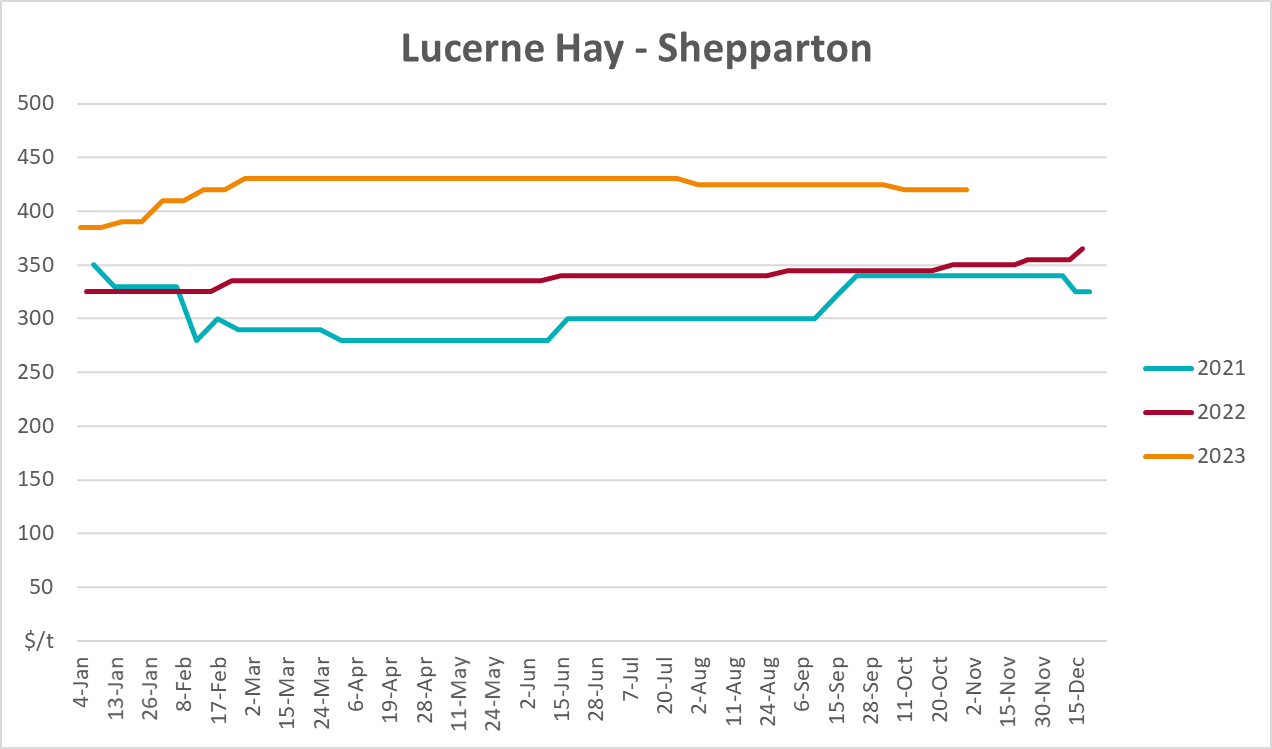 Lucerne Hay - Shepparton
500
450
400
350
300
250
200
150
100
50
$/t
4-Jan
13-Jan
26-Jan
8-Feb
17-Feb
2-Mar
15-Mar
24-Mar
6-Apr
19-Apr
28-Apr
11-May
24-May
2-Jun
15-Jun
28-Jun
7-Jul
20-Jul
2-Aug
11-Aug
24-Aug
6-Sep
15-Sep
28-Sep
11-Oct
20-Oct
2-Nov
15-Nov
30-Nov
15-Dec
2021
2022
2023